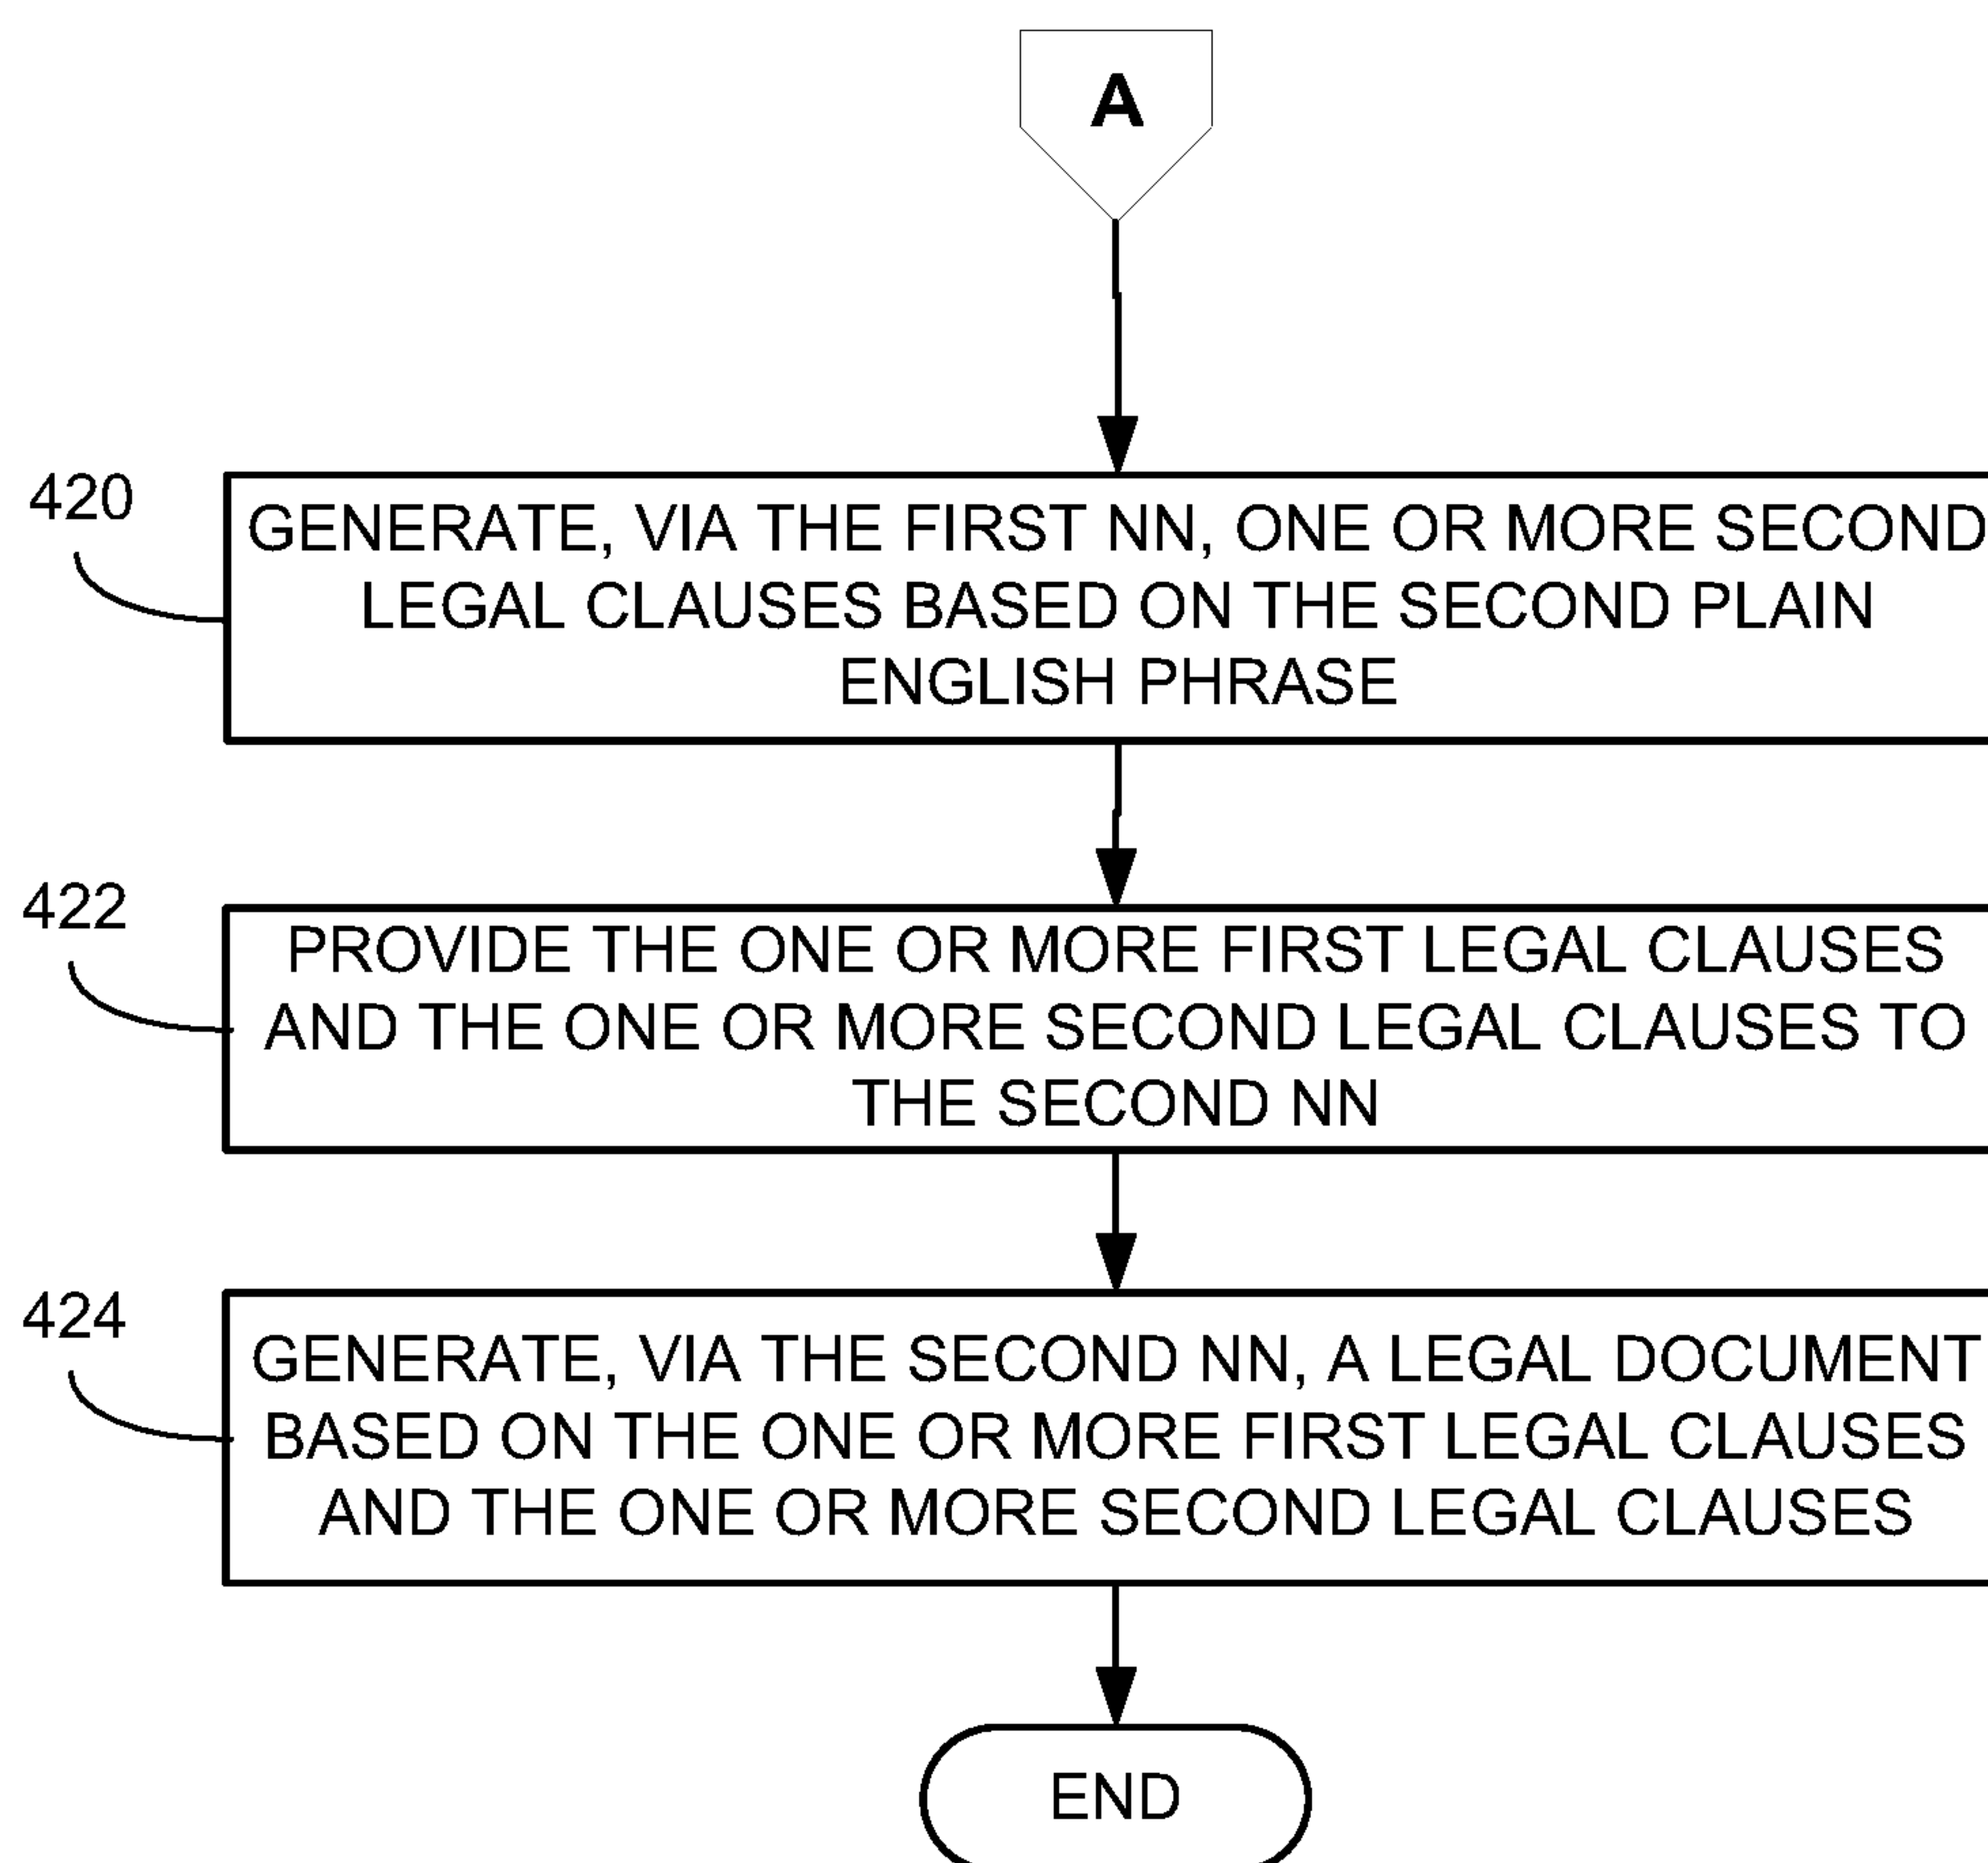 A
420
GENERATE, VIA THE FIRST NN, ONE OR MORE SECOND
LEGAL CLAUSES BASED ON THE SECOND PLAIN
ENGLISH PHRASE
422
PROVIDE THE ONE OR MORE FIRST LEGAL CLAUSES
AND THE ONE OR MORE SECOND LEGAL CLAUSES TO
THE SECOND NN
424
GENERATE, VIA THE SECOND NN, A LEGAL DOCUMENT
BASED ON THE ONE OR MORE FIRST LEGAL CLAUSES
AND THE ONE OR MORE SECOND LEGAL CLAUSES
END